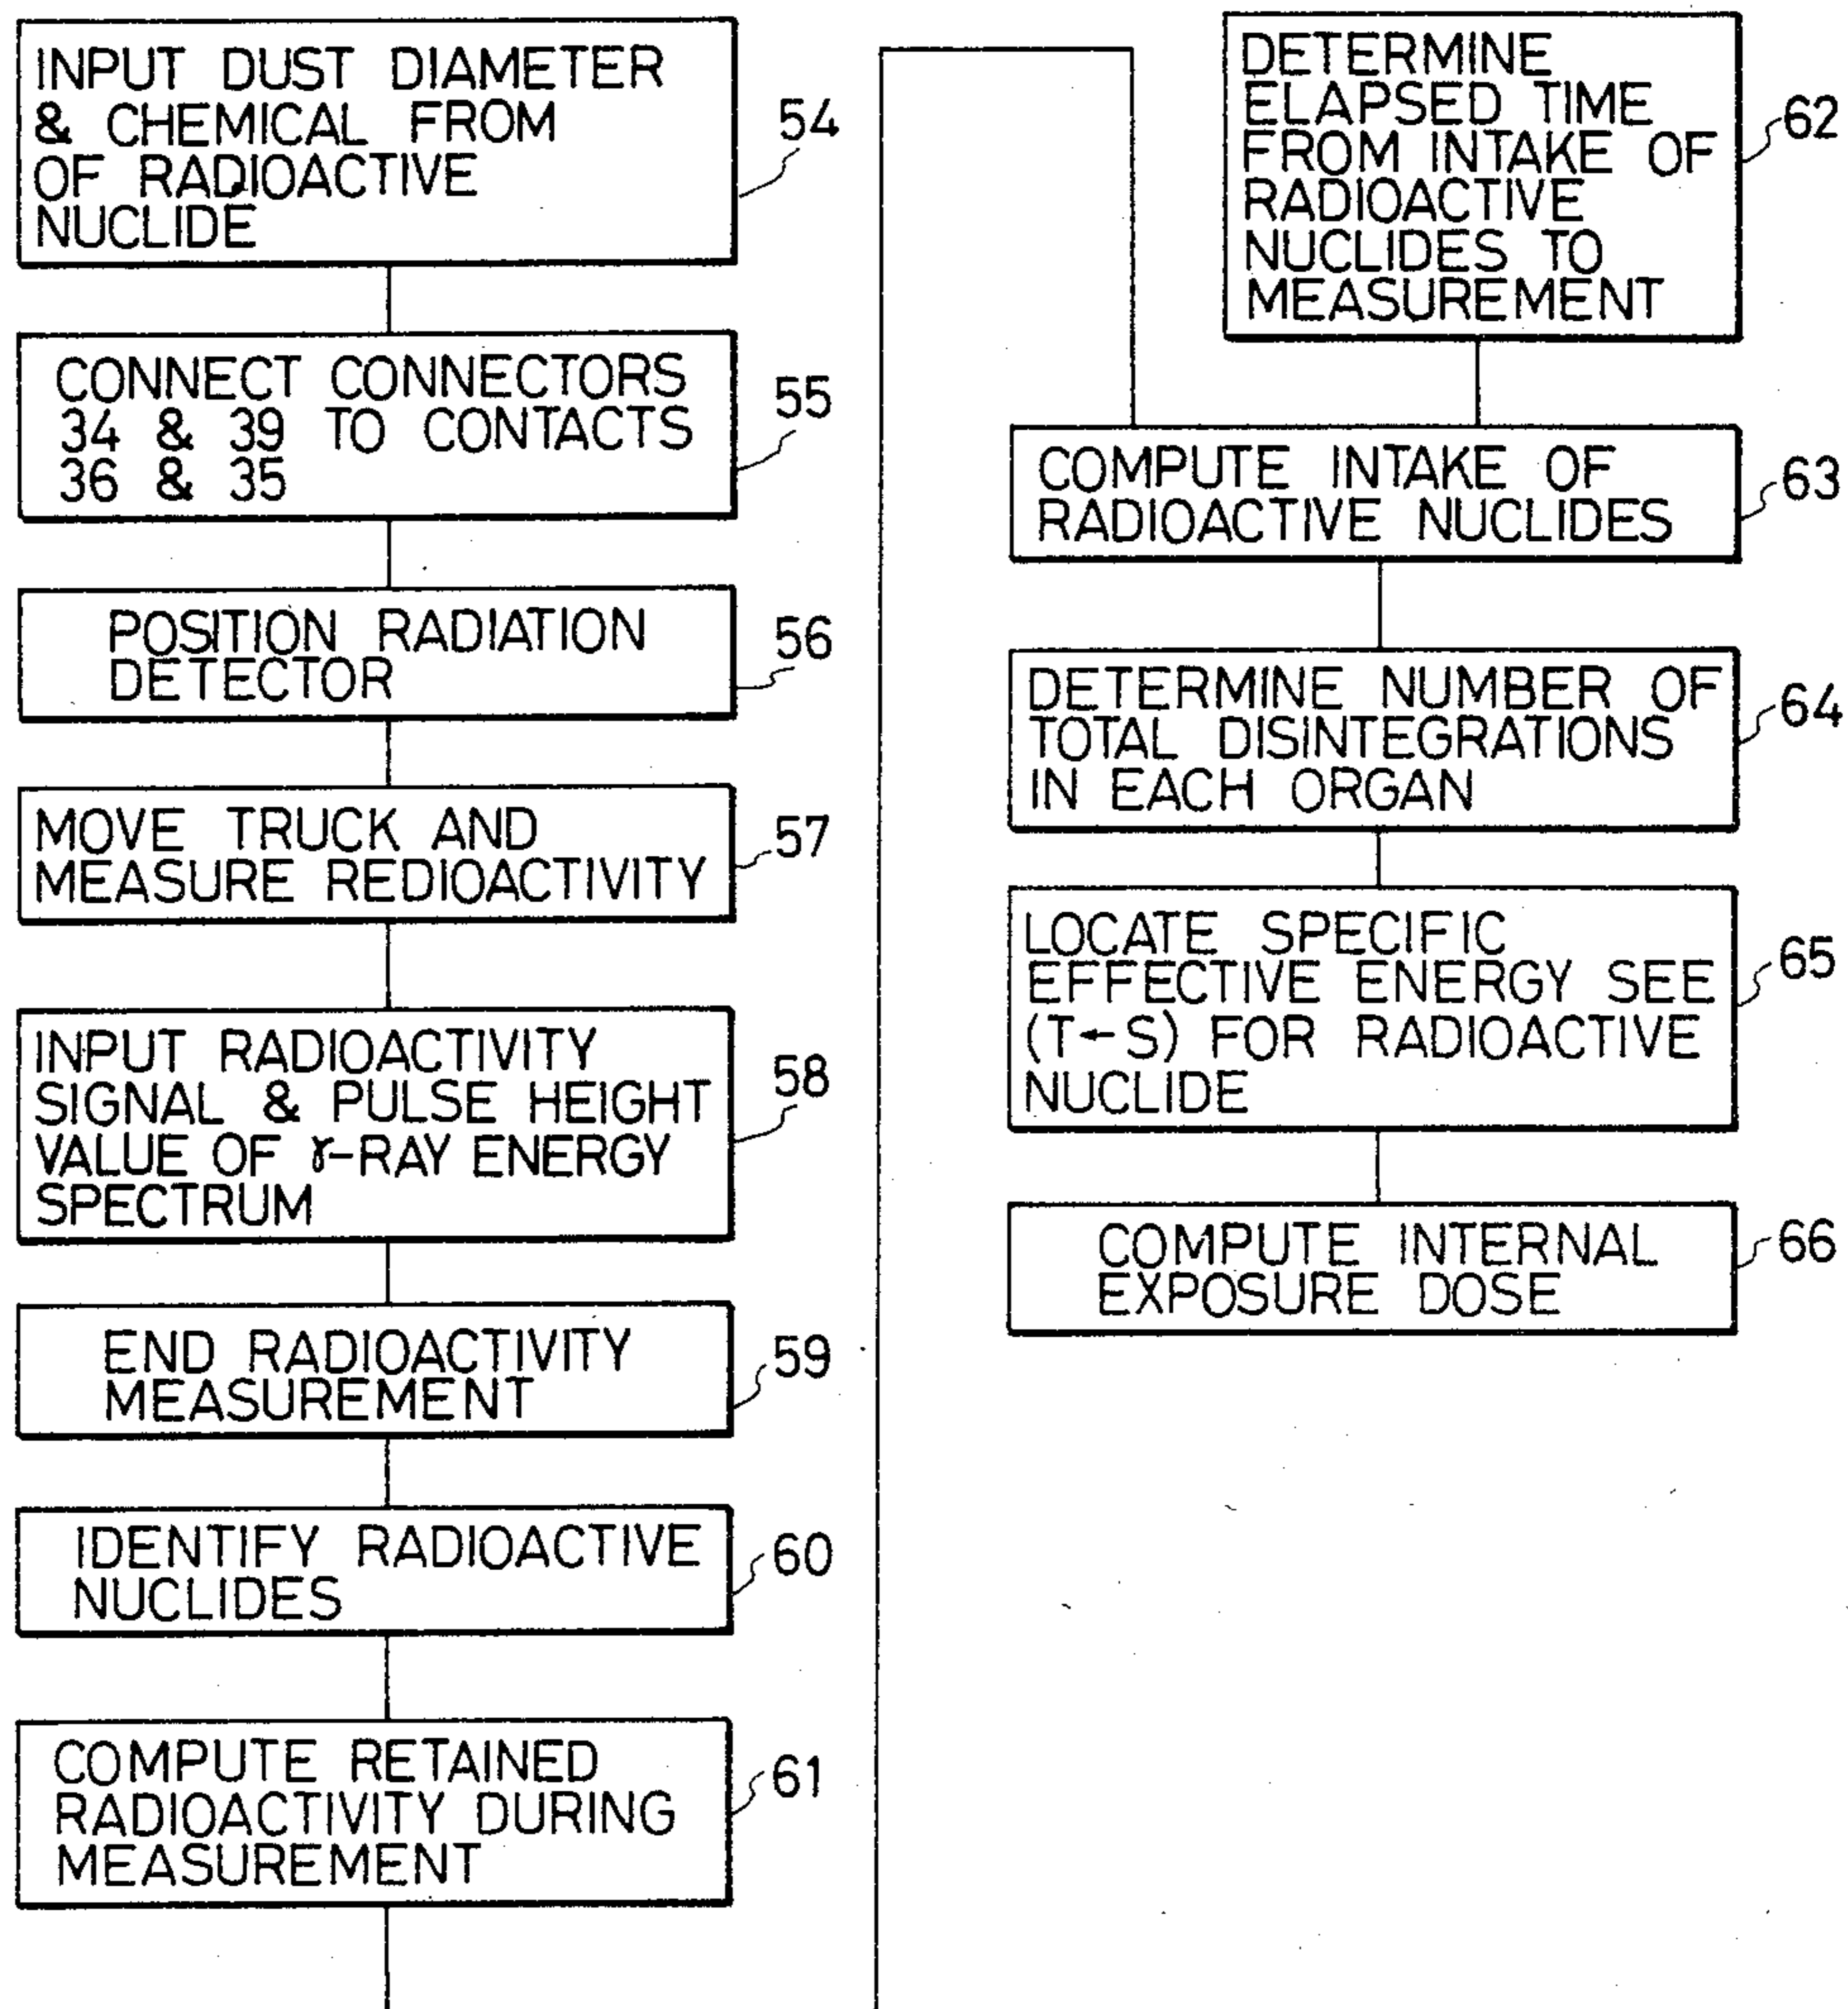 INPUT DUST DIAMETER
& CHEMICAL FROM
OF RADIOACTIVE
NUCLIDE
54
CONNECT CONNECTORS
34 & 39 TO CONTACTS
36 & 35
55
POSITION RADIATION
DETECTOR
56
MOVE TRUCK AND
MEASURE REDIOACTIVITY
57
INPUT RADIOACTIVITY
SIGNAL & PULSE HEIGHT
VALUE OF γ-RAY ENERGY
SPECTRUM
58
END RADIOACTIVITY
MEASUREMENT
59
IDENTIFY RADIOACTIVE
NUCLIDES
60
COMPUTE RETAINED
RADIOACTIVITY DURING
MEASUREMENT
61
DETERMINE
ELAPSED TIME
FROM INTAKE OF
RADIOACTIVE
NUCLIDES TO
MEASUREMENT
62
COMPUTE INTAKE OF
RADIOACTIVE NUCLIDES
63
DETERMINE NUMBER OF
TOTAL DISINTEGRATIONS
IN EACH ORGAN
64
LOCATE SPECIFIC
EFFECTIVE ENERGY SEE
(T←S) FOR RADIOACTIVE
NUCLIDE
65
COMPUTE INTERNAL
EXPOSURE DOSE
66